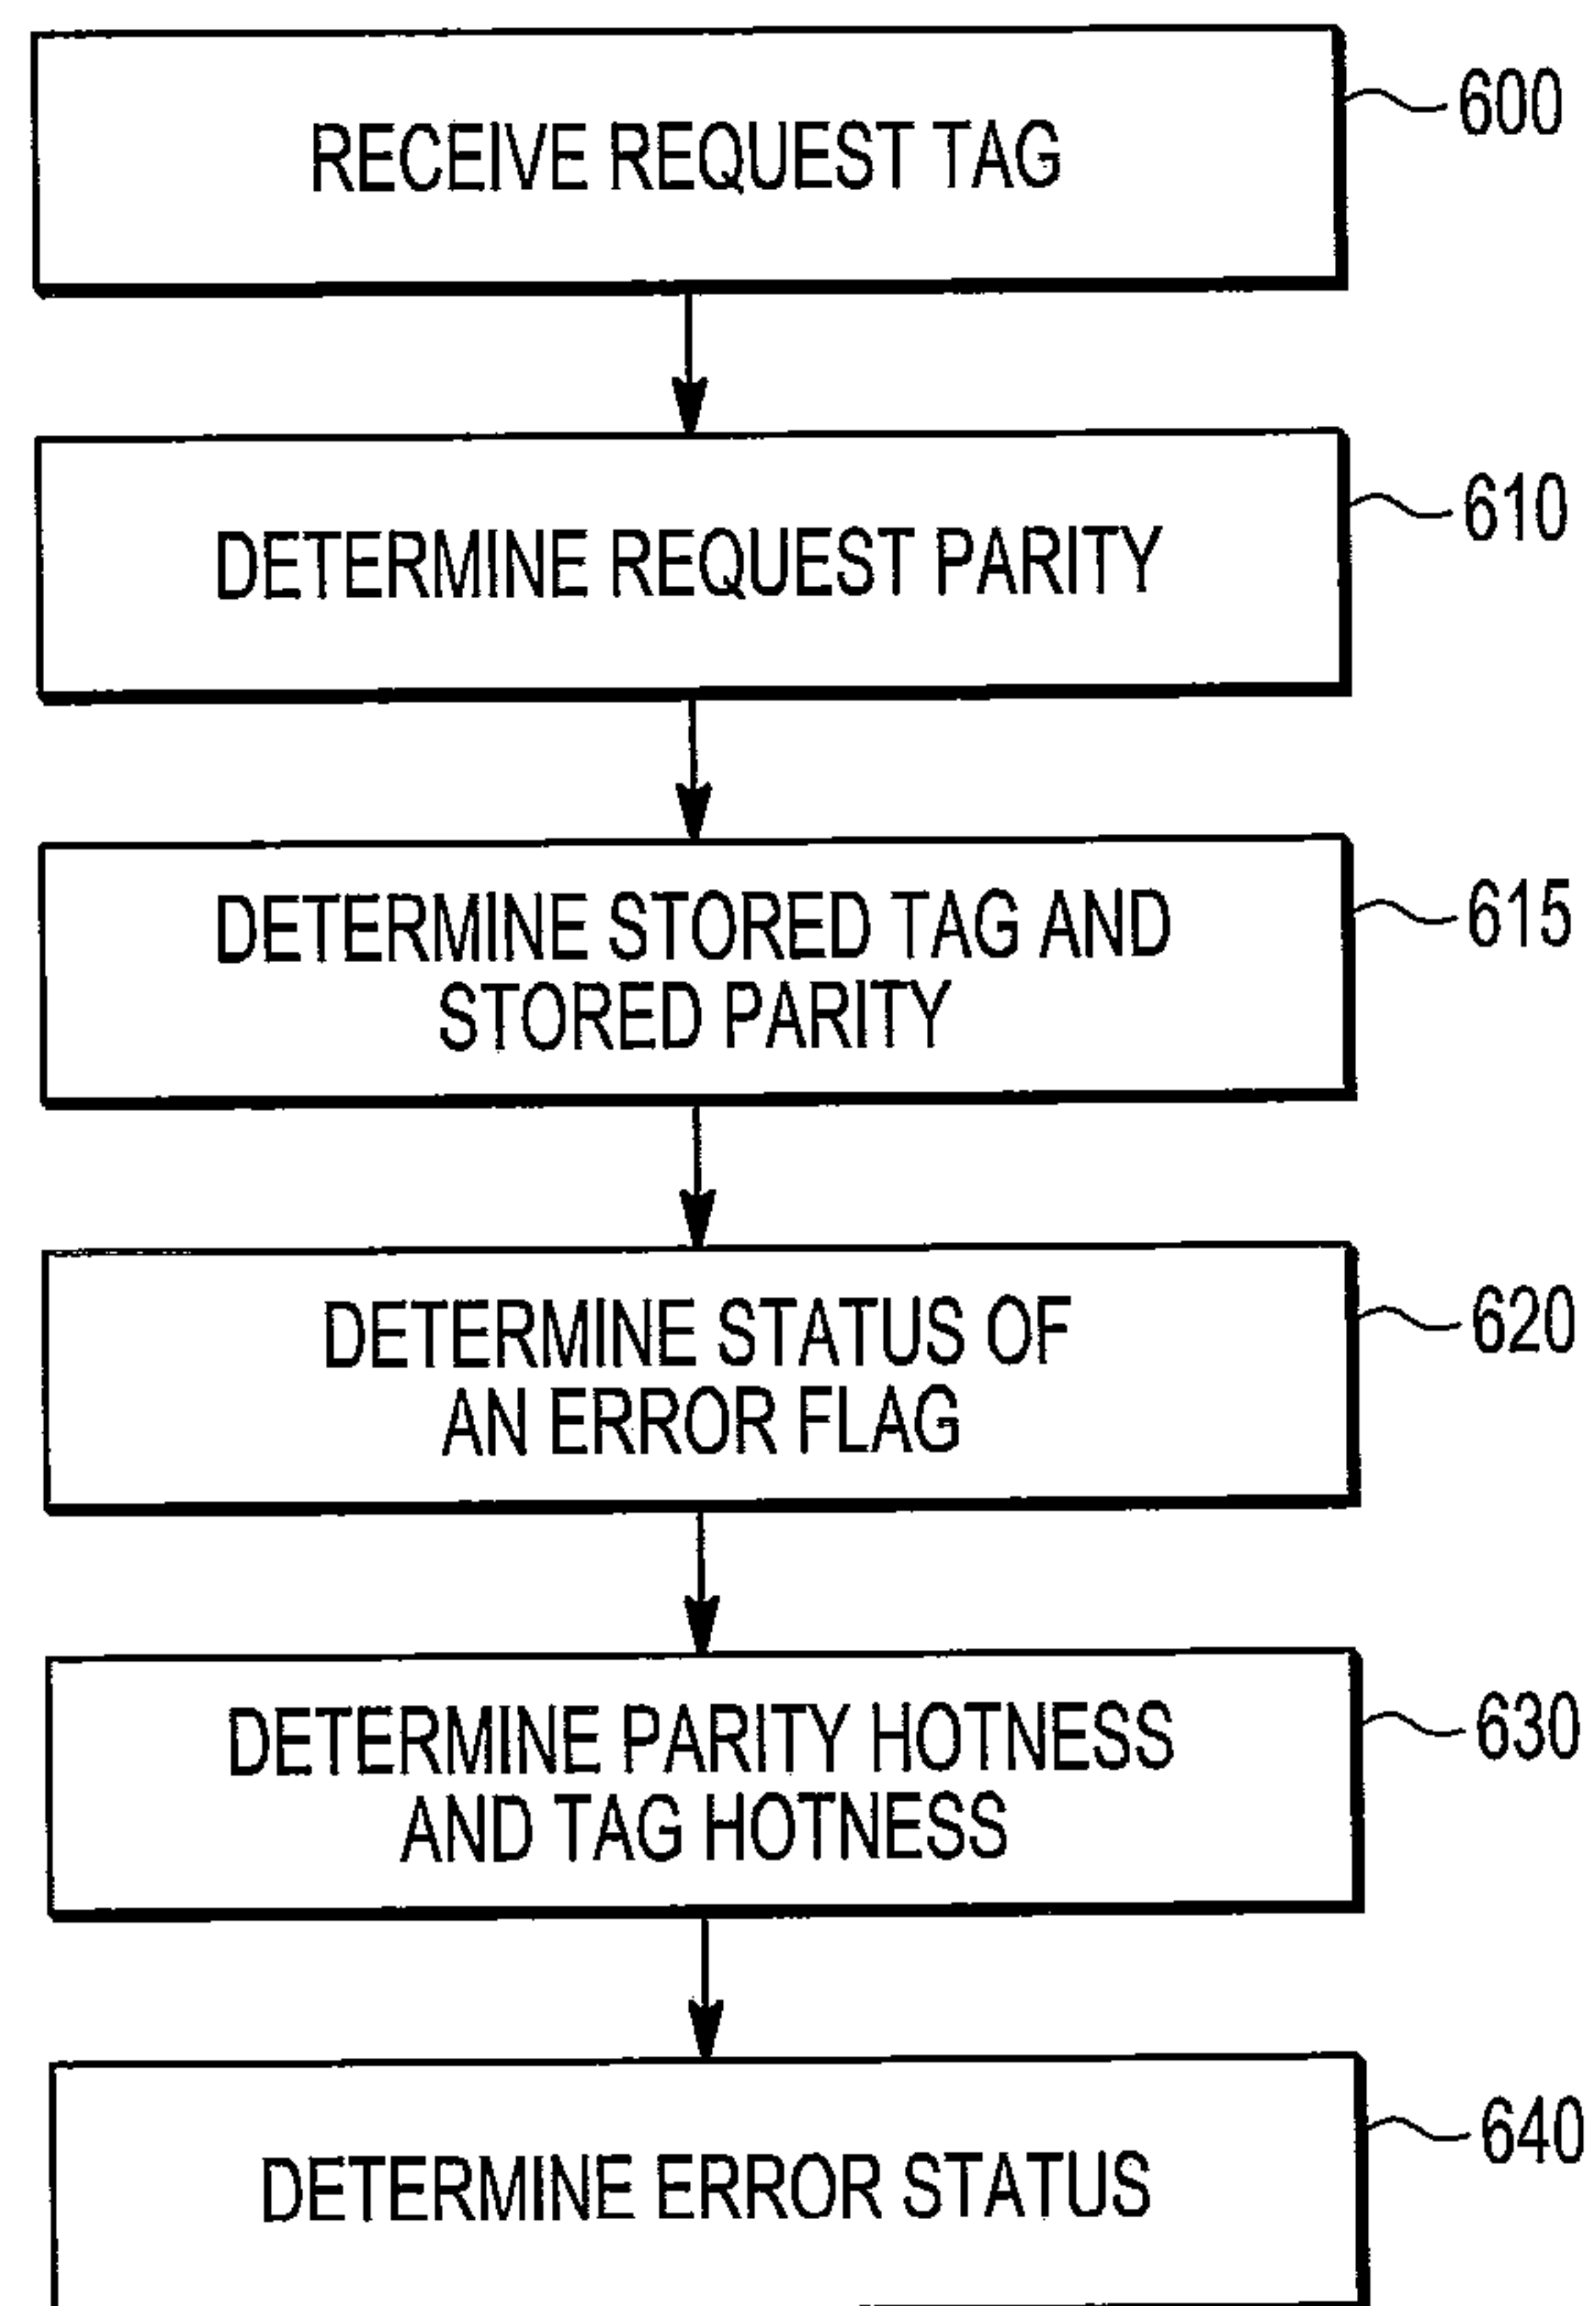 RECEIVE REQUEST TAG
600
DETERMINE REQUEST PARITY
610
DETERMINE STORED TAG AND
STORED PARITY
615
DETERMINE STATUS OF
AN ERROR FLAG
620
DETERMINE PARITY HOTNESS
AND TAG HOTNESS
630
DETERMINE ERROR STATUS
640